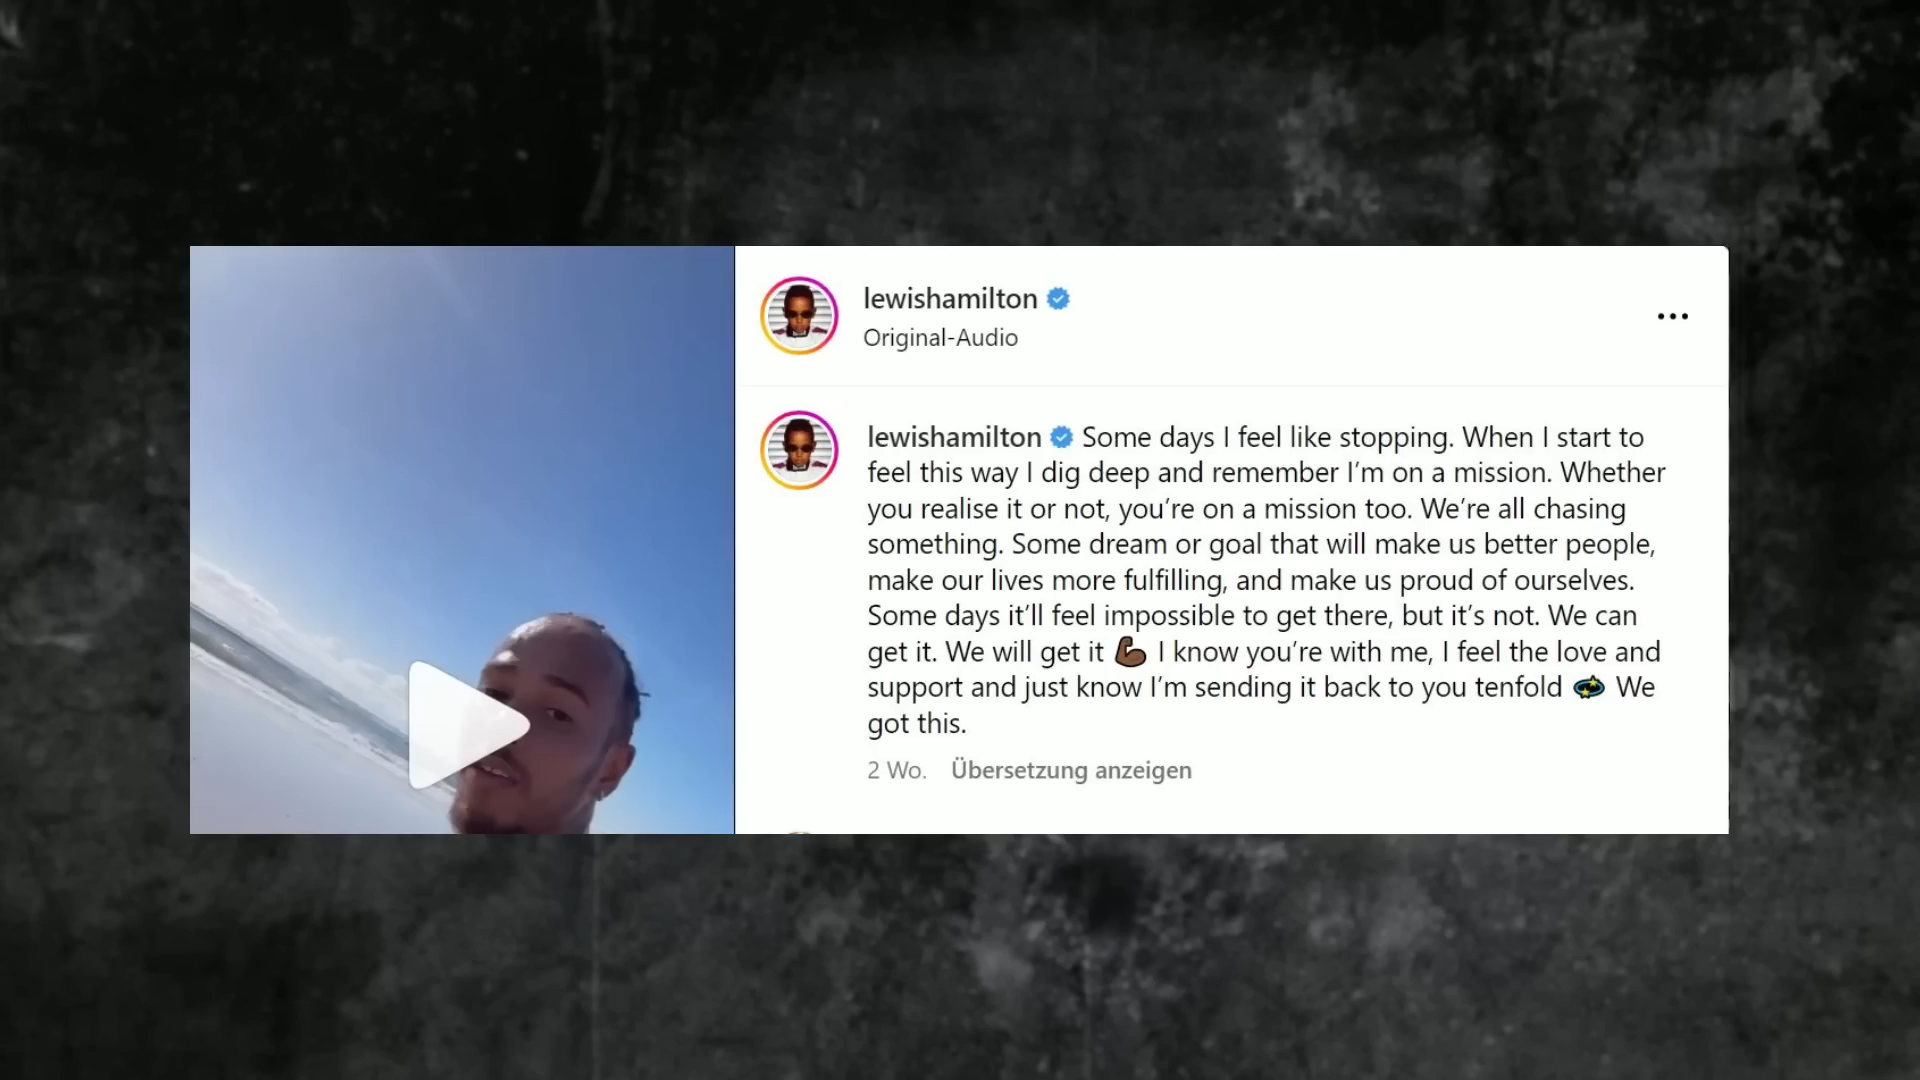 lewishamilton
Original-Audio
lewishamilton Some days I feel like stopping. When I start to
feel this way I dig deep and remember I’m on a mission. Whether
you realise it or not, you’re on a mission too. We’re all chasing
something. Some dream or goal that will make us better people,
make our lives more fulfilling, and make us proud of ourselves.
Some days it’ll feel impossible to get there, but it’s not. We can
get it. We will get it 💪🏿 I know you’re with me, I feel the love and
support and just know I’m sending it back to you tenfold 💫 We
got this.
2 Wo. Übersetzung anzeigen